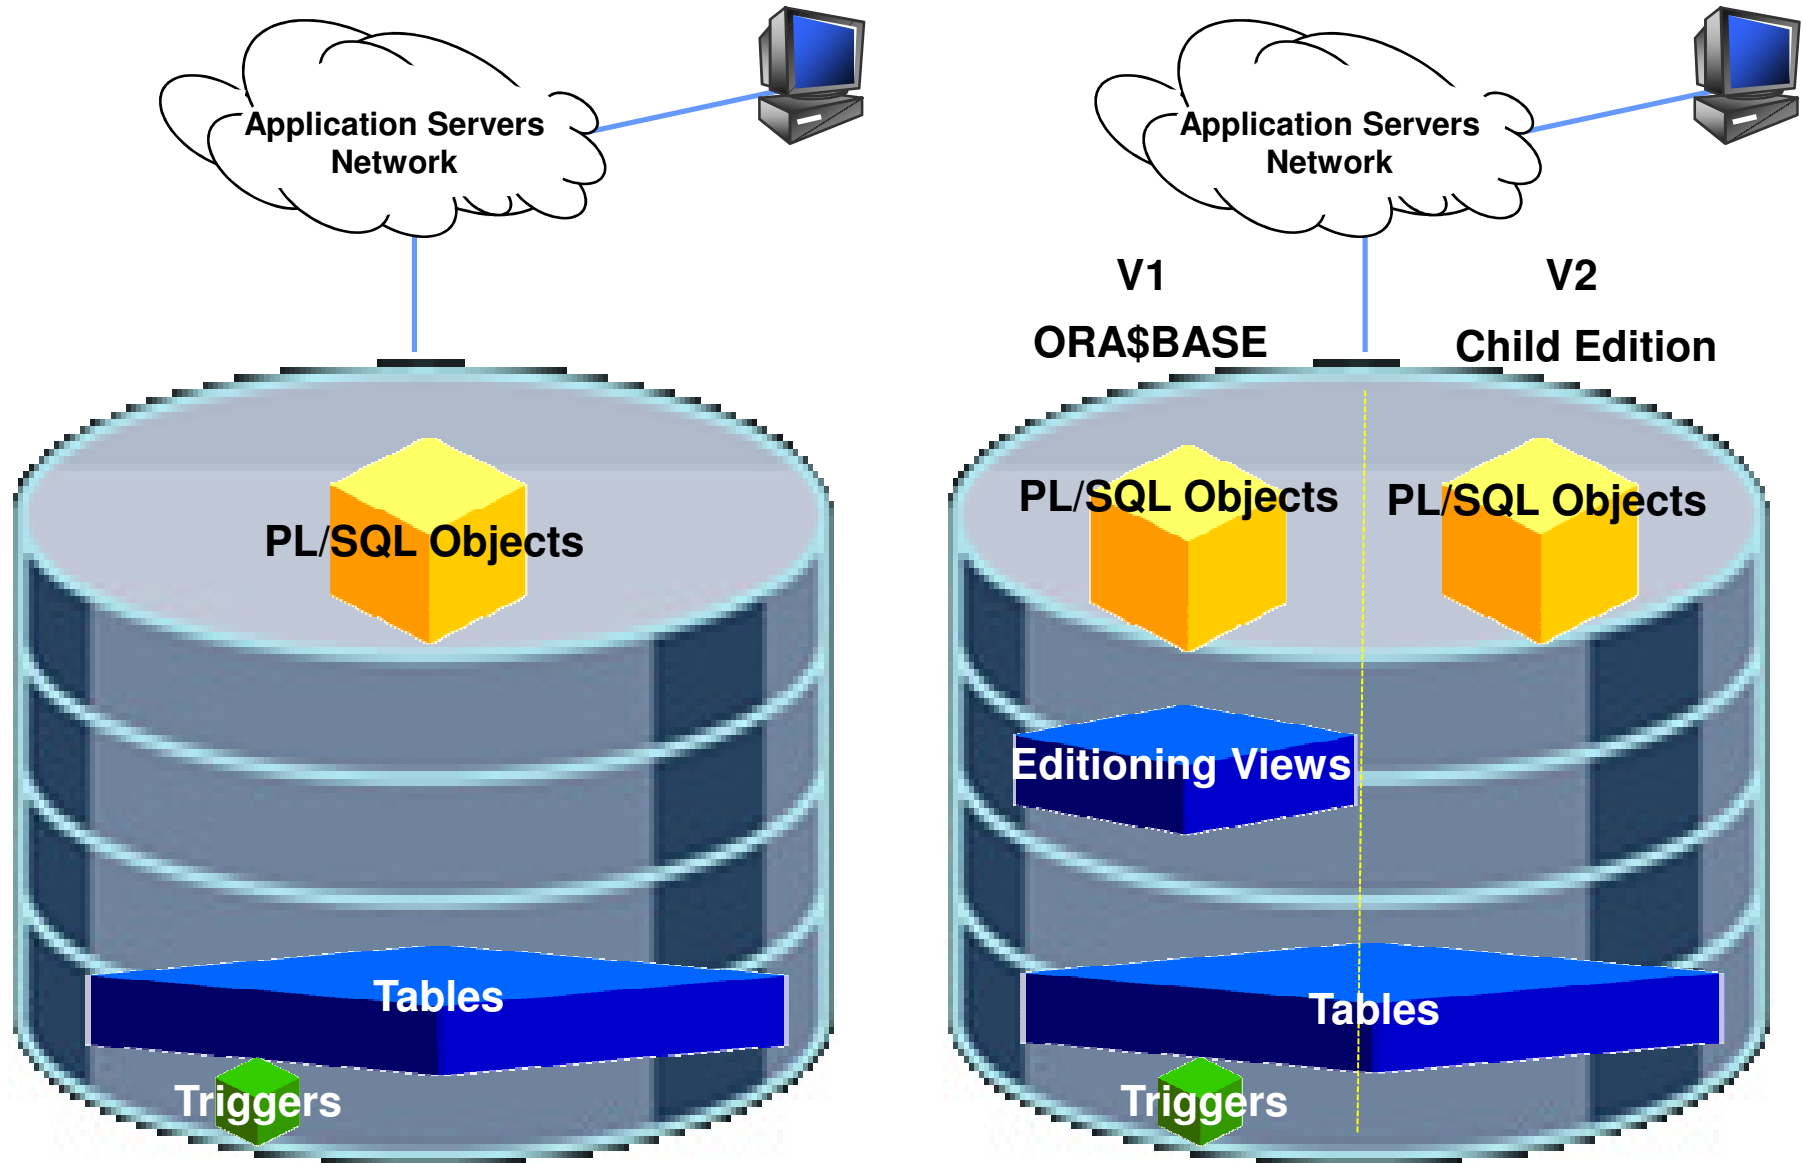 Application Servers
Network
PL/SQL Objects
Tables
Triggers
Application Servers
Network
V1
V2
ORA$BASE
Child Edition
PL/SQL Objects
PL/SQL Objects
Editioning Views
Tables
Triggers